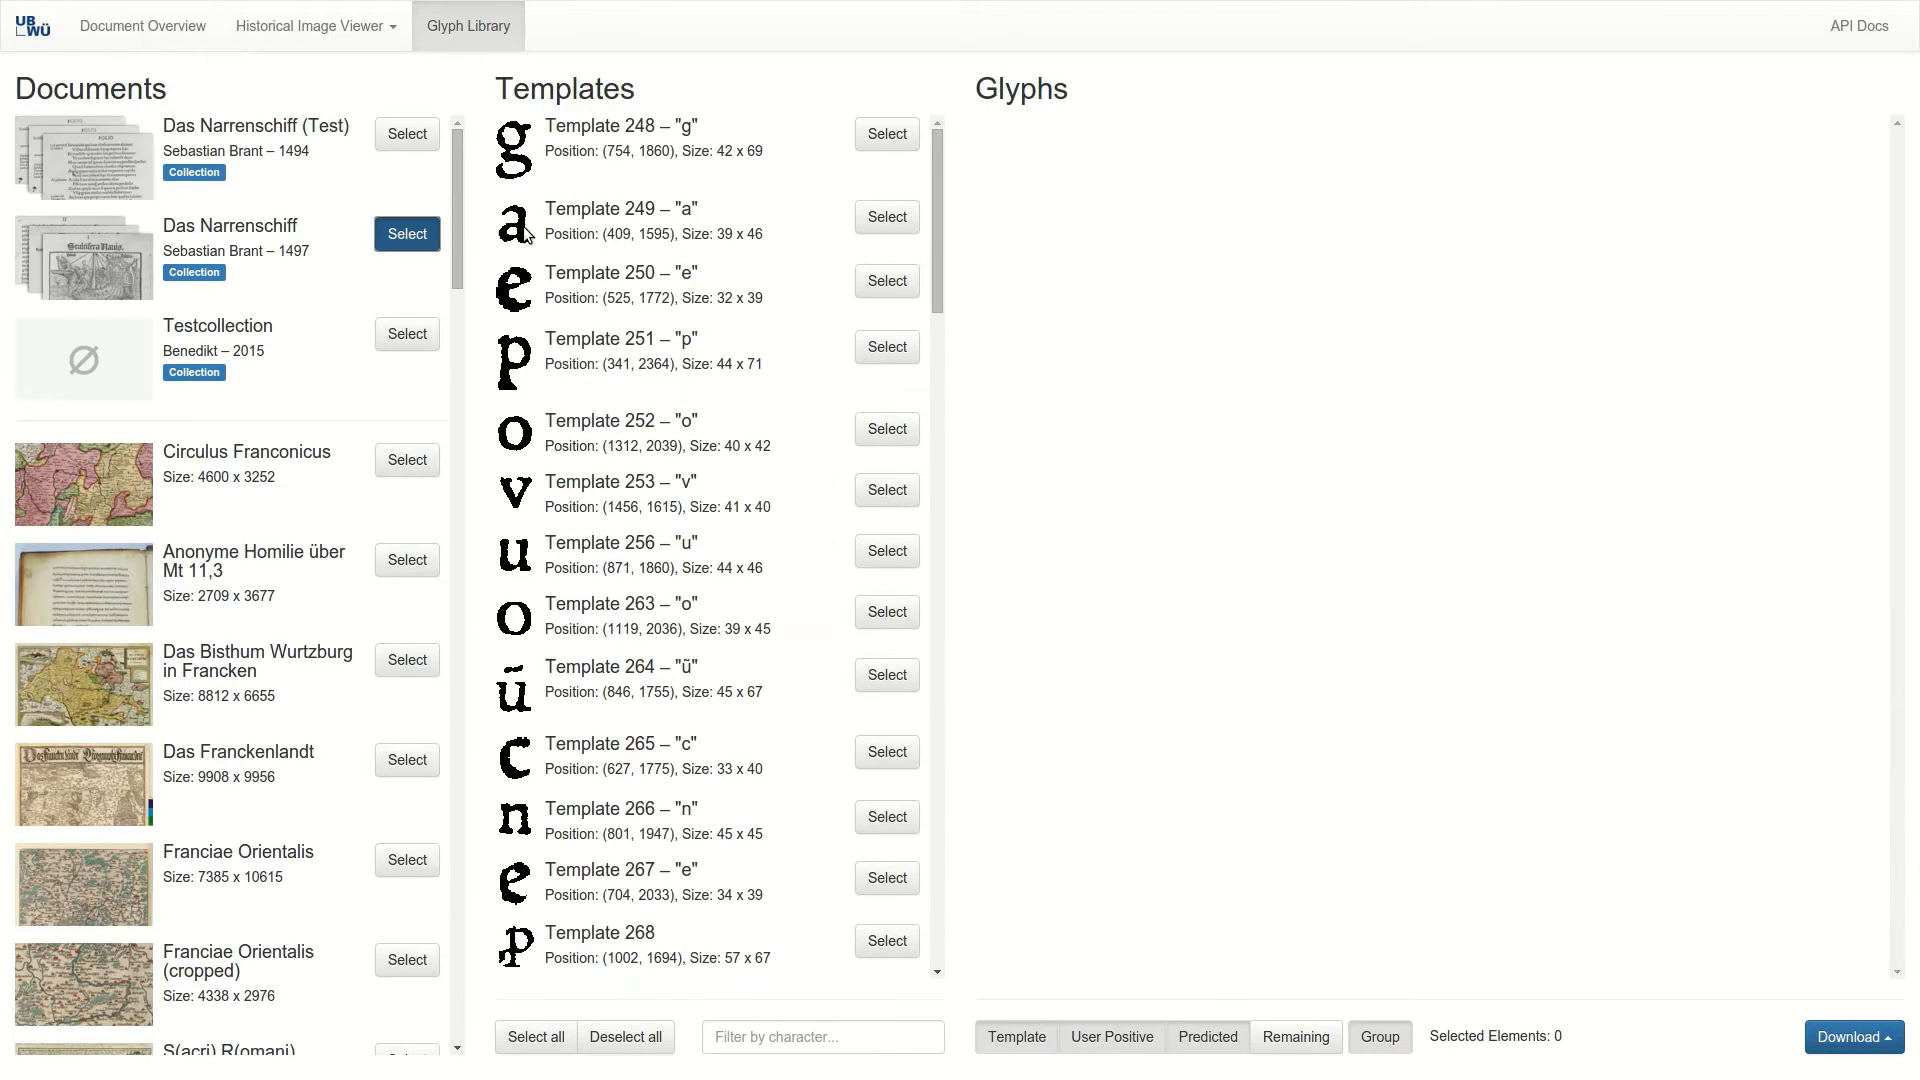 UB
WÜ
Document Overview
Historical Image Viewer
Glyph Library
API Docs
Documents
Das Narrenschiff (Test)
Sebastian Brant – 1494
Collection
Select
Das Narrenschiff
Sebastian Brant – 1497
Collection
Select
Testcollection
Benedikt – 2015
Collection
Select
Circulus Franconicus
Size: 4600 x 3252
Select
Anonyme Homilie über
Mt 11,3
Size: 2709 x 3677
Select
Das Bisthum Wurtzburg
in Francken
Size: 8812 x 6655
Select
Das Franckenlandt
Size: 9908 x 9956
Select
Franciae Orientalis
Size: 7385 x 10615
Select
Franciae Orientalis
(cropped)
Size: 4338 x 2976
Select
S(acri) R(omani)
Templates
g
Template 248 – "g"
Position: (754, 1860), Size: 42 x 69
Select
a
Template 249 – "a"
Position: (409, 1595), Size: 39 x 46
Select
e
Template 250 – "e"
Position: (525, 1772), Size: 32 x 39
Select
p
Template 251 – "p"
Position: (341, 2364), Size: 44 x 71
Select
o
Template 252 – "o"
Position: (1312, 2039), Size: 40 x 42
Select
v
Template 253 – "v"
Position: (1456, 1615), Size: 41 x 40
Select
u
Template 256 – "u"
Position: (871, 1860), Size: 44 x 46
Select
o
Template 263 – "o"
Position: (1119, 2036), Size: 39 x 45
Select
ũ
Template 264 – "ũ"
Position: (846, 1755), Size: 45 x 67
Select
c
Template 265 – "c"
Position: (627, 1775), Size: 33 x 40
Select
n
Template 266 – "n"
Position: (801, 1947), Size: 45 x 45
Select
e
Template 267 – "e"
Position: (704, 2033), Size: 34 x 39
Select
Template 268
Position: (1002, 1694), Size: 57 x 67
Select
Select all
Deselect all
Filter by character...
Glyphs
Template
User Positive
Predicted
Remaining
Group
Selected Elements: 0
Download